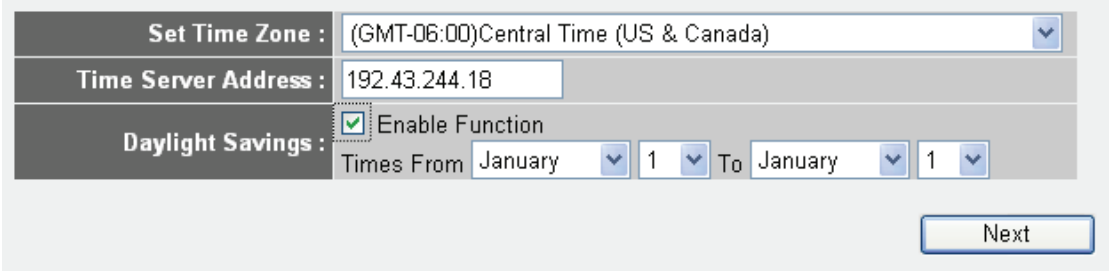 Set Time Zone : (GMT-06:00)Central Time (US & Canada)
Time Server Address : 192.43.244.18
Daylight Savings : Enable Function
Times From January 1 To January 1
Next